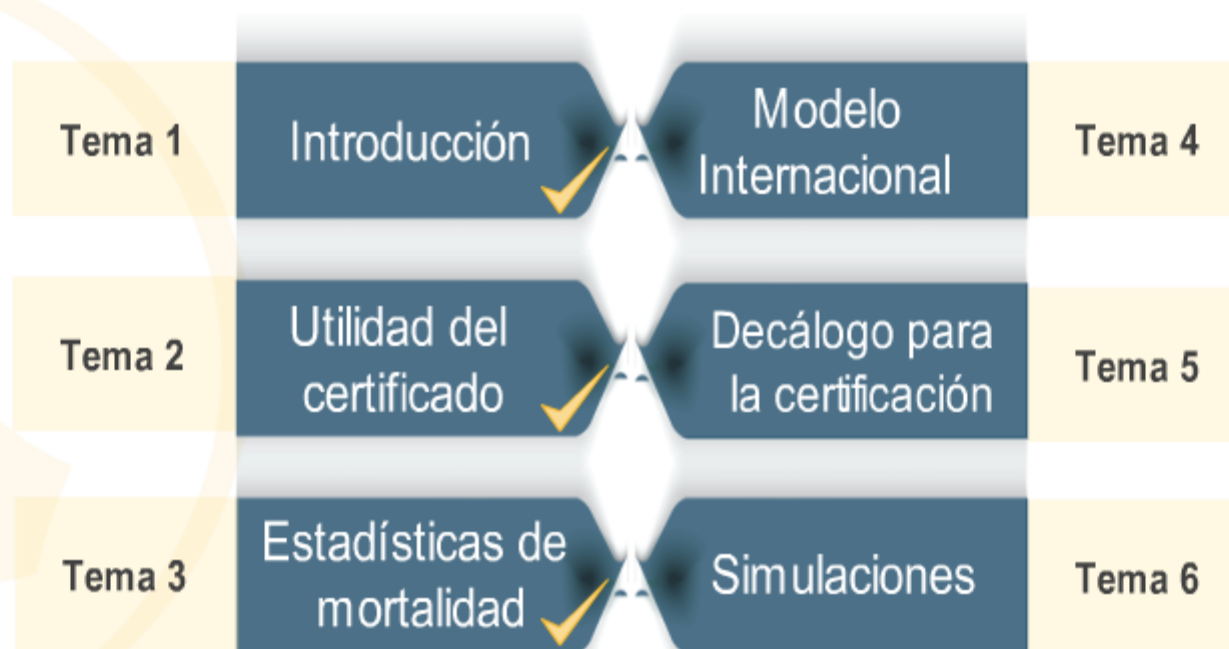 Tema 1
Introducción
Modelo
Internacional
Tema 4
Tema 2
Utilidad del
certificado
Decálogo para
la certificación
Tema 5
Tema 3
Estadísticas de
mortalidad
Simulaciones
Tema 6